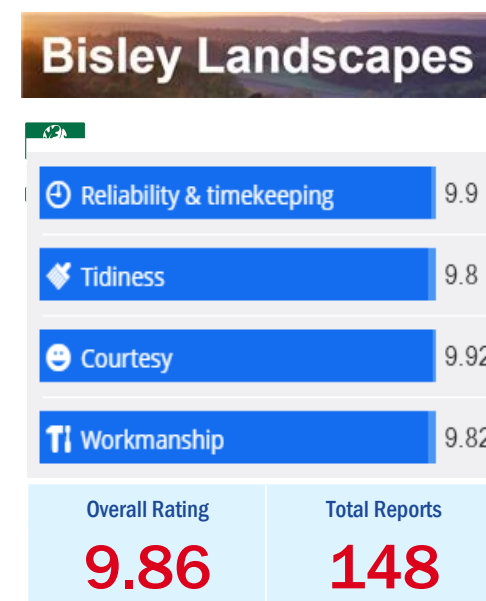 Bisley Landscapes
Reliability & timekeeping 9.9
Tidiness 9.8
Courtesy 9.92
Workmanship 9.82
Overall Rating Total Reports
9.86 148